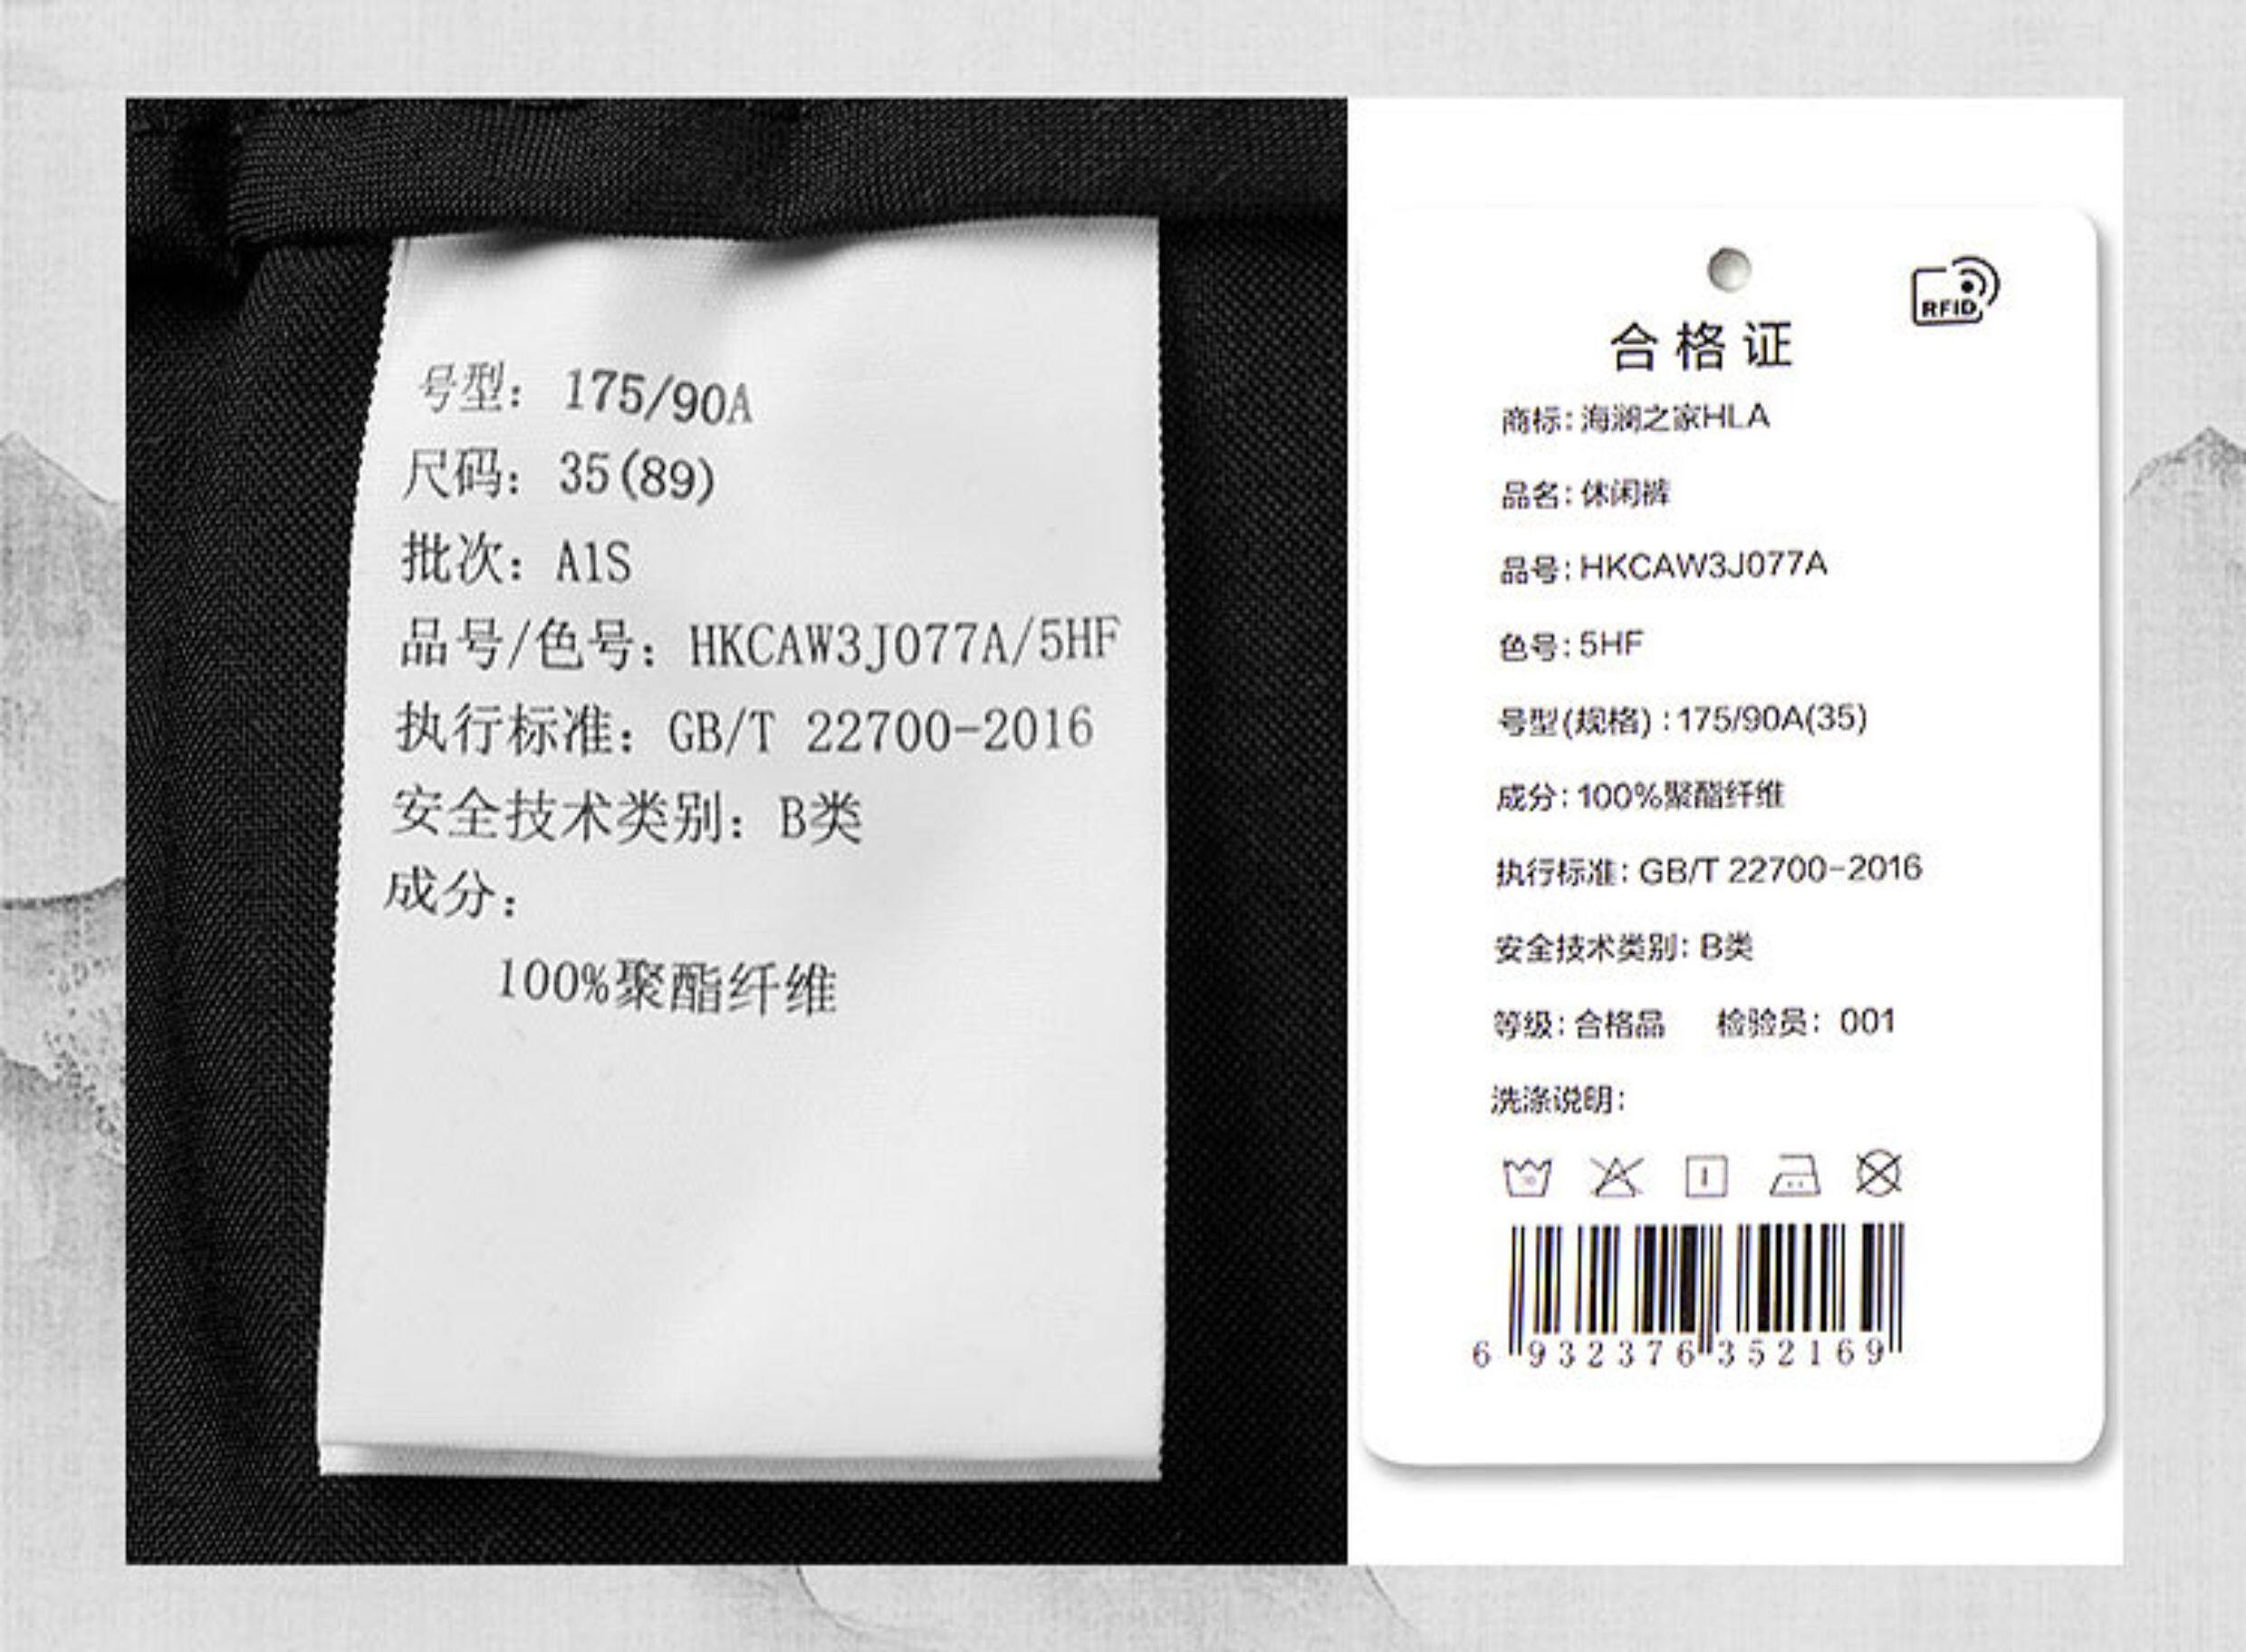 号型：175/90A
尺码：35(89)
批次：A1S
品号/色号：HKCAW3J077A/5HF
执行标准：GB/T 22700-2016
安全技术类别：B类
成分：
100%聚酯纤维
RFID
合格证
商标：海澜之家HLA
品名：休闲裤
品号：HKCAW3J077A
色号：5HF
号型(规格)：175/90A(35)
成分：100%聚酯纤维
执行标准：GB/T 22700-2016
安全技术类别：B类
等级：合格品 检验员：001
洗涤说明：
6 932376 352169